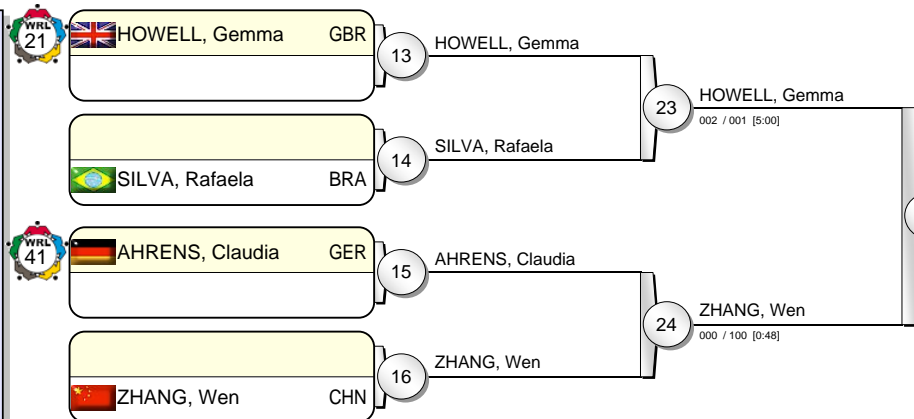 WRL
21
HOWELL, Gemma GBR
13
HOWELL, Gemma
23
HOWELL, Gemma
002 / 001 [5:00]
14
SILVA, Rafaela
SILVA, Rafaela BRA
WRL
41
AHRENS, Claudia GER
15
AHRENS, Claudia
24
ZHANG, Wen
000 / 100 [0:48]
16
ZHANG, Wen
ZHANG, Wen CHN